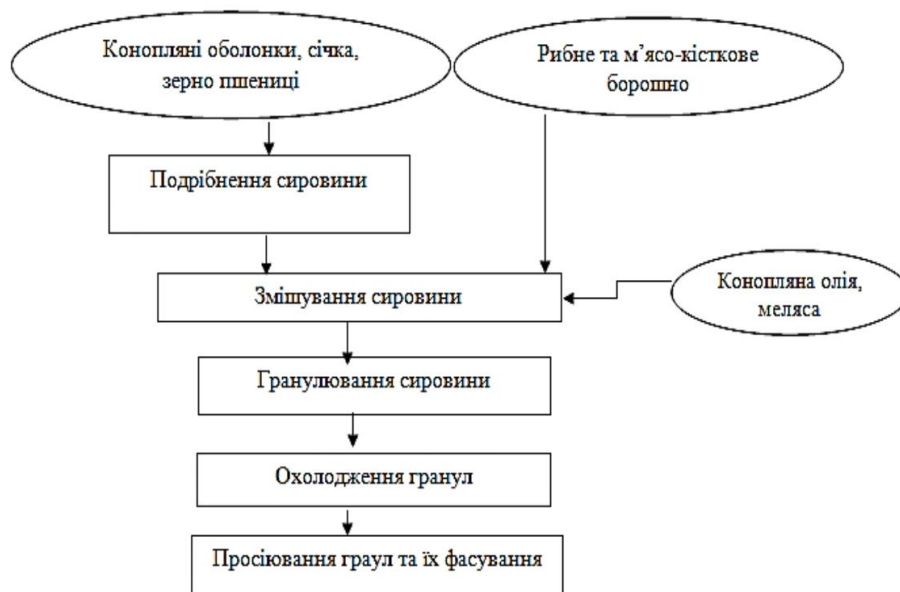 Конопляні оболонки, січка,
зерно пшениці
Рибне та м’ясо-кісткове
борошно
Подрібнення сировини
Змішування сировини
Конопляна олія,
меляса
Гранулювання сировини
Охолодження гранул
Просіювання граул та їх фасування